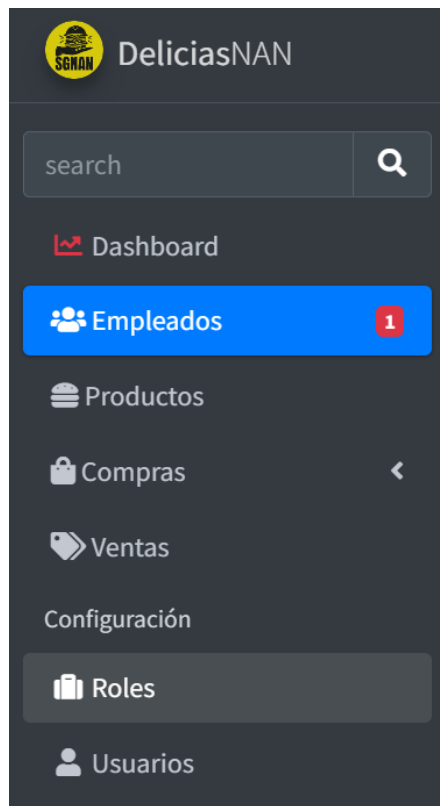 SGNAN
DeliciasNAN
search
Dashboard
Empleados 1
Productos
Compras
Ventas
Configuración
Roles
Usuarios